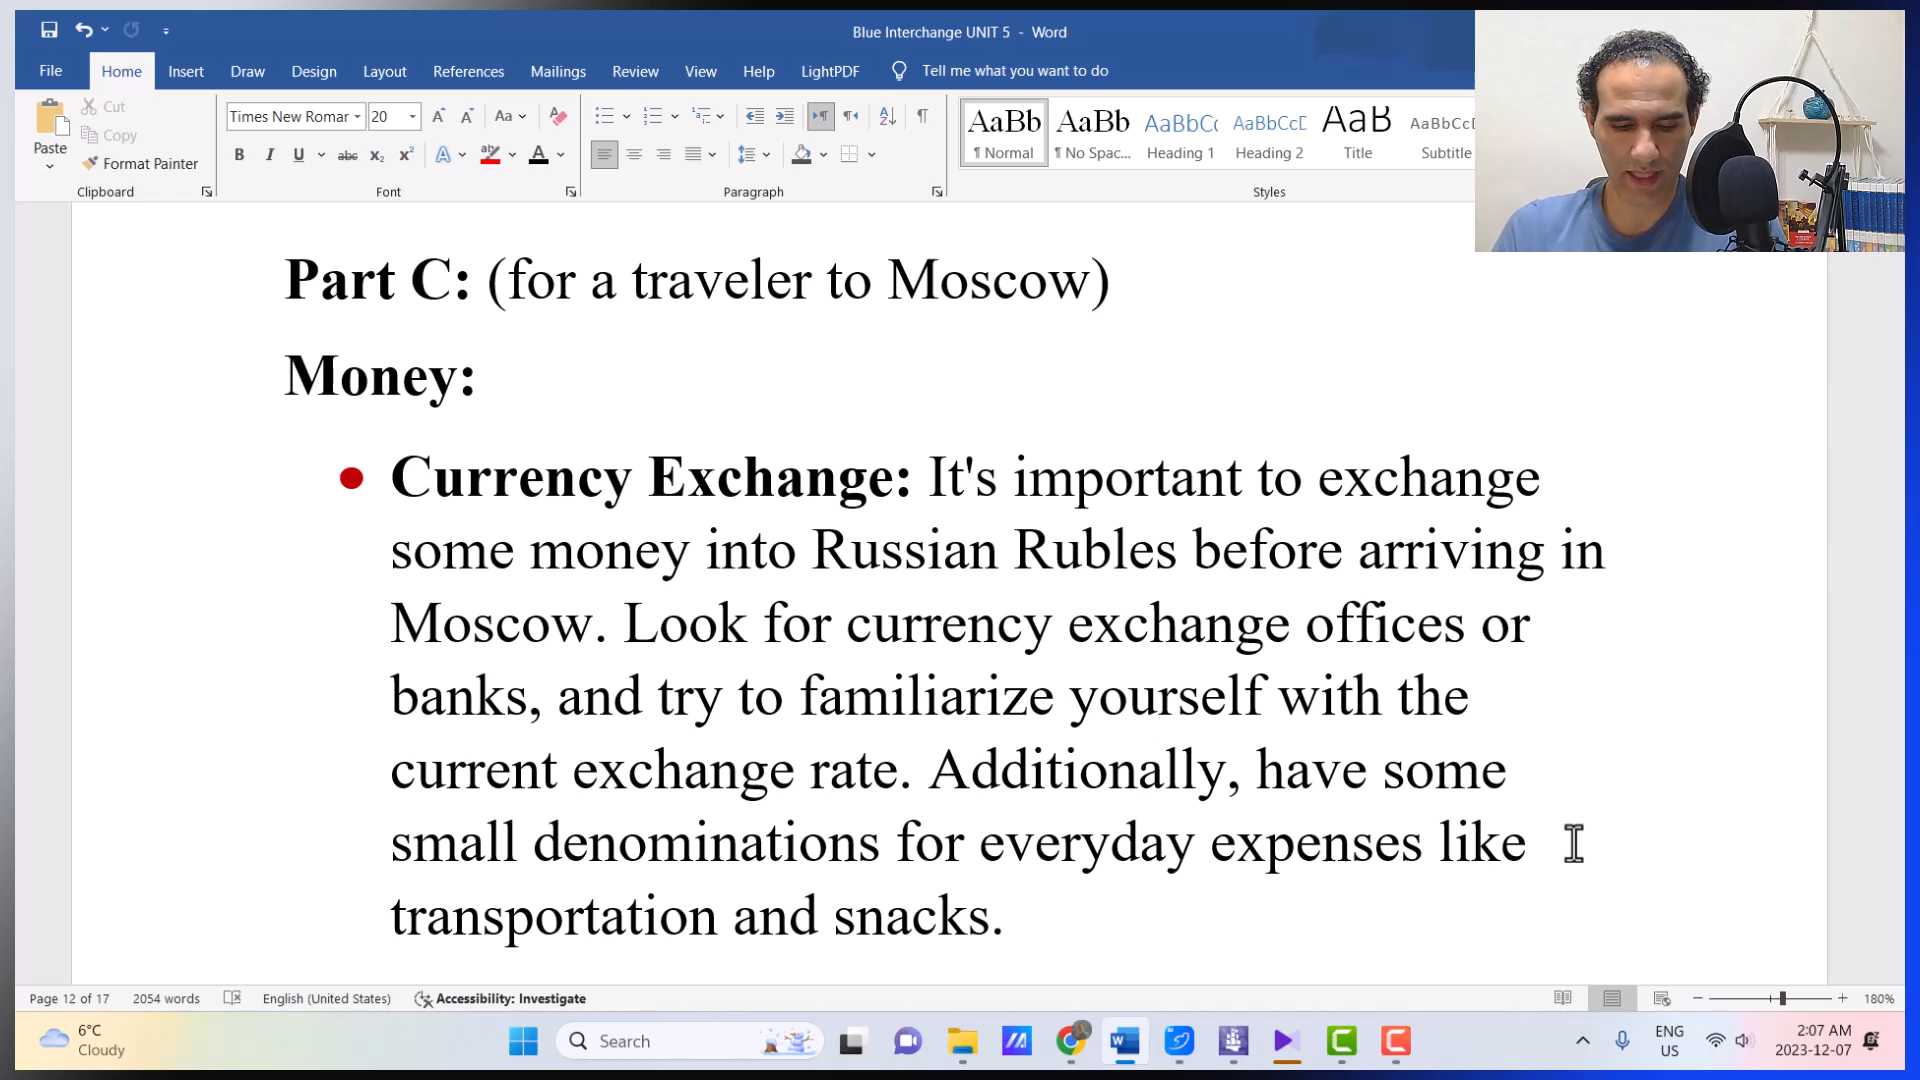 Blue Interchange UNIT 5 - Word
File Home Insert Draw Design Layout References Mailings Review View Help LightPDF Tell me what you want to do
Paste
Cut
Copy
Format Painter
Clipboard
Times New Romar 20
Font
Paragraph
AaBb AaBb AaBbC AaBbCcD AaB AaBbCcD
¶ Normal ¶ No Spac... Heading 1 Heading 2 Title Subtitle
Styles
Part C: (for a traveler to Moscow)
Money:
• Currency Exchange: It's important to exchange
some money into Russian Rubles before arriving in
Moscow. Look for currency exchange offices or
banks, and try to familiarize yourself with the
current exchange rate. Additionally, have some
small denominations for everyday expenses like
transportation and snacks.
Page 12 of 17 2054 words English (United States) Accessibility: Investigate 180%
6°C
Cloudy
Search
ENG
US
2:07 AM
2023-12-07